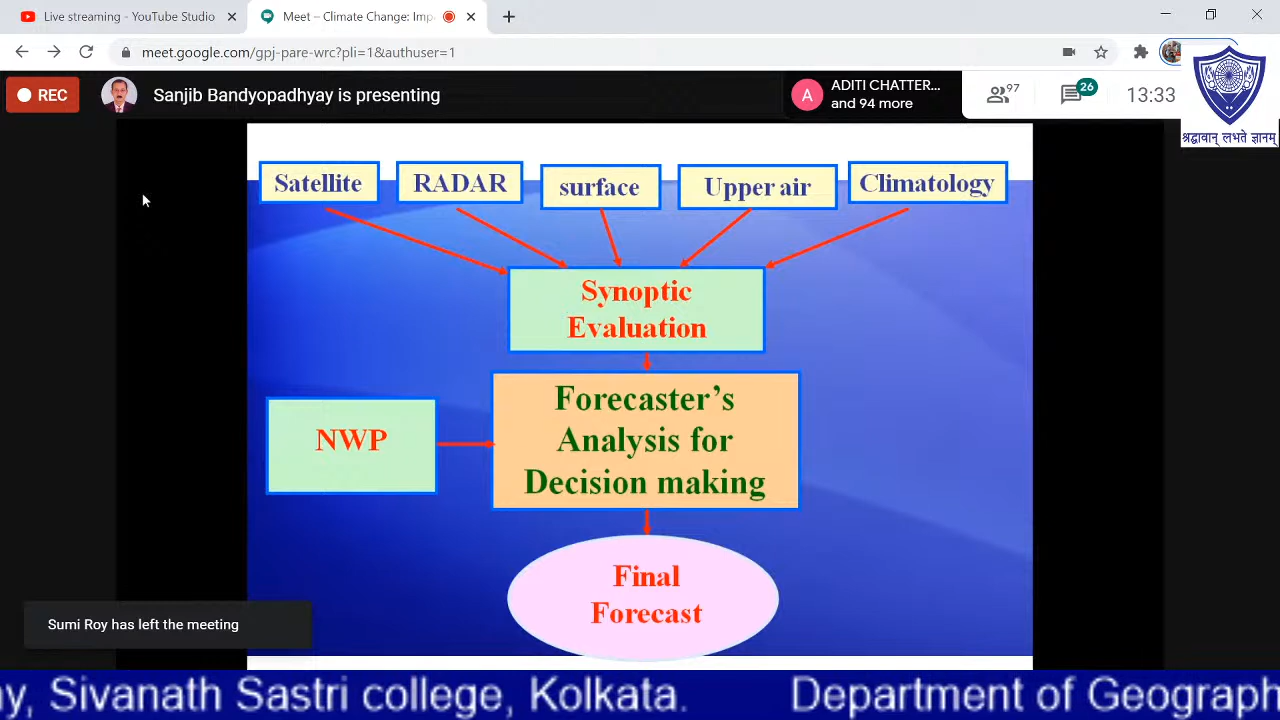 Live streaming - YouTube Studio
Meet – Climate Change: Imp
meet.google.com/gpj-pare-wrc?pli=1&authuser=1
REC
Sanjib Bandyopadhyay is presenting
A
ADITI CHATTER...
and 94 more
97
26
13:33
श्रद्धावान् लभते ज्ञानम्
Satellite
RADAR
surface
Upper air
Climatology
Synoptic
Evaluation
NWP
Forecaster’s
Analysis for
Decision making
Final
Forecast
Sumi Roy has left the meeting
y, Sivanath Sastri college, Kolkata.
Department of Geograph